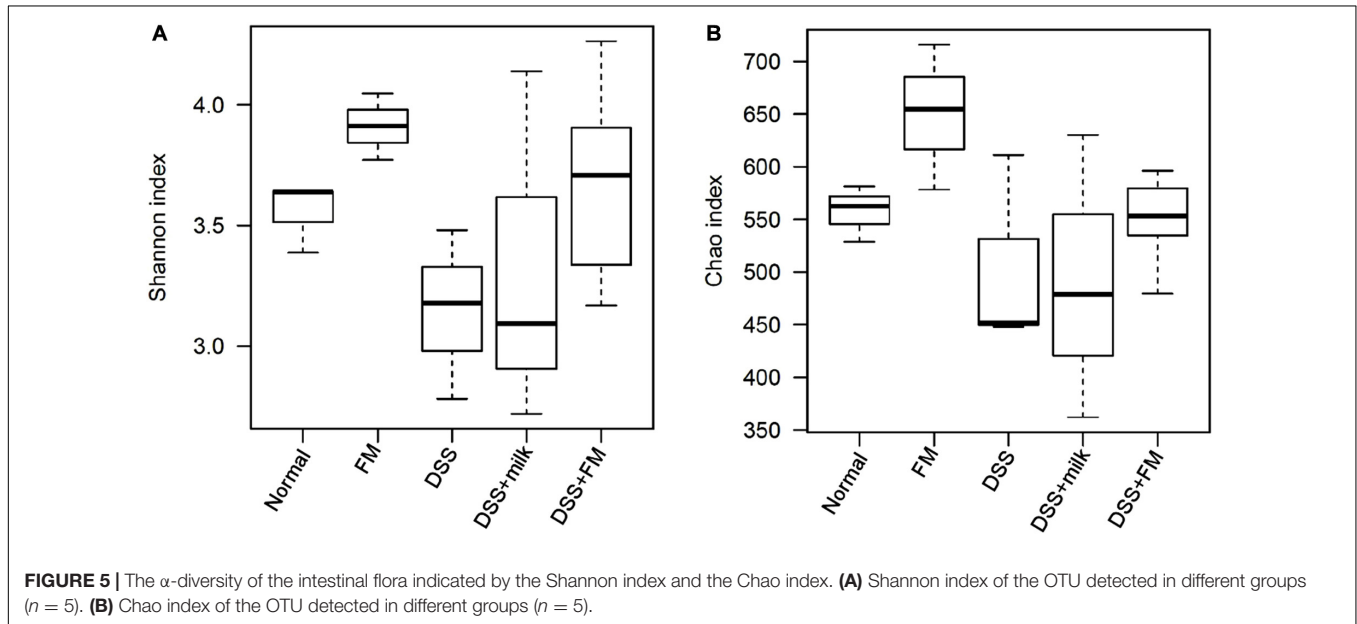 A
Shannon index
4.0
3.5
3.0
Normal
FM
DSS
DSS+milk
DSS+FM
B
Chao index
700
650
600
550
500
450
400
350
Normal
FM
DSS
DSS+milk
DSS+FM
FIGURE 5 | The α-diversity of the intestinal flora indicated by the Shannon index and the Chao index. (A) Shannon index of the OTU detected in different groups
(n = 5). (B) Chao index of the OTU detected in different groups (n = 5).